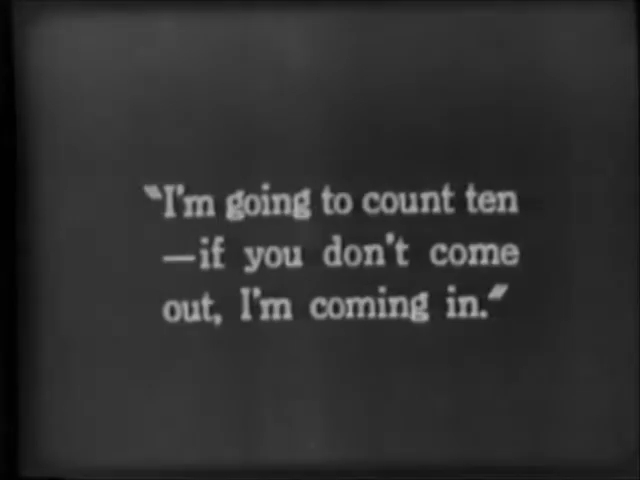 "I'm going to count ten
—if you don't come
out, I'm coming in."